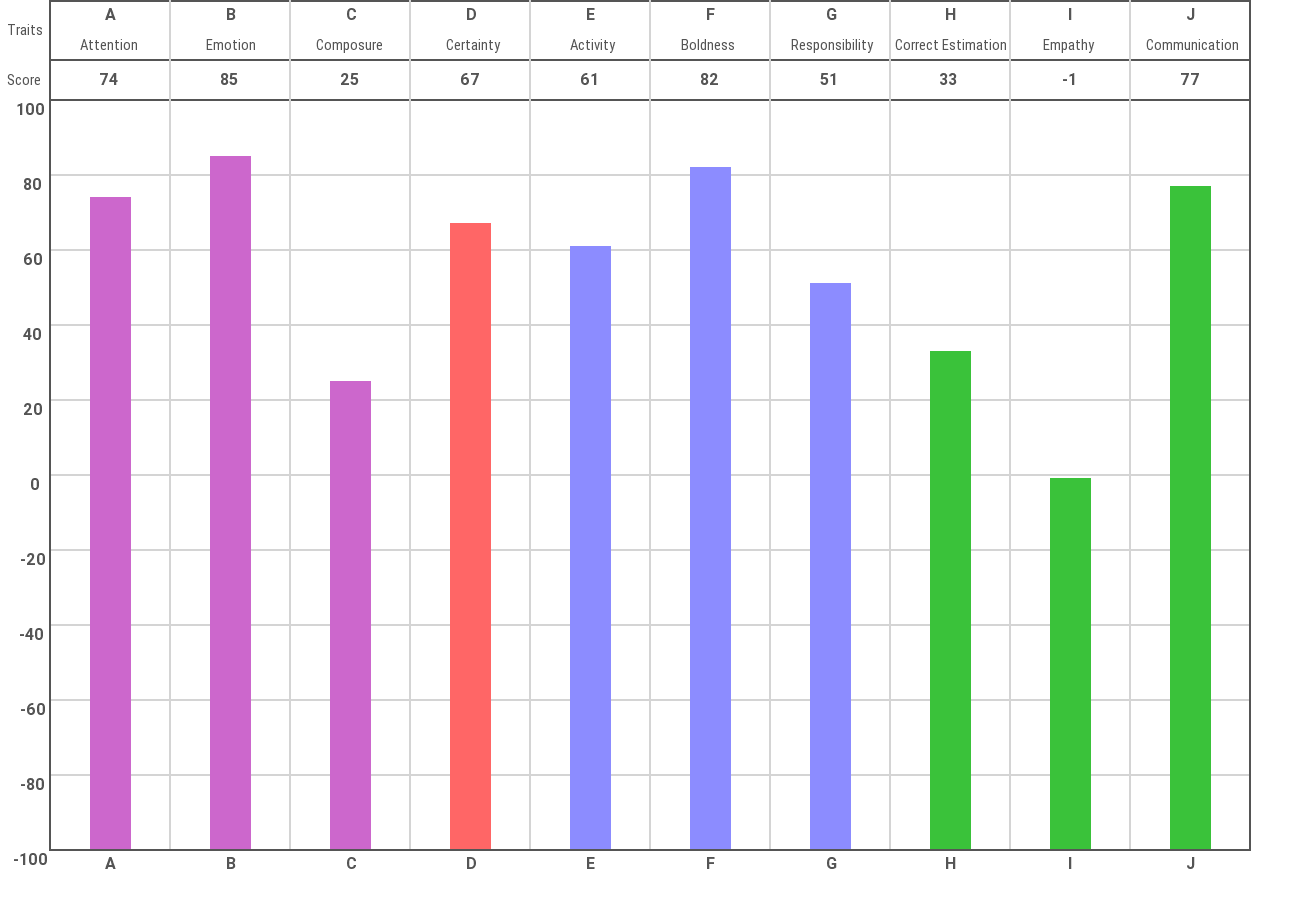 Traits
A B C D E F G H I J
Attention Emotion Composure Certainty Activity Boldness Responsibility Correct Estimation Empathy Communication
Score 74 85 25 67 61 82 51 33 -1 77
100
80
60
40
20
0
-20
-40
-60
-80
-100
A B C D E F G H I J